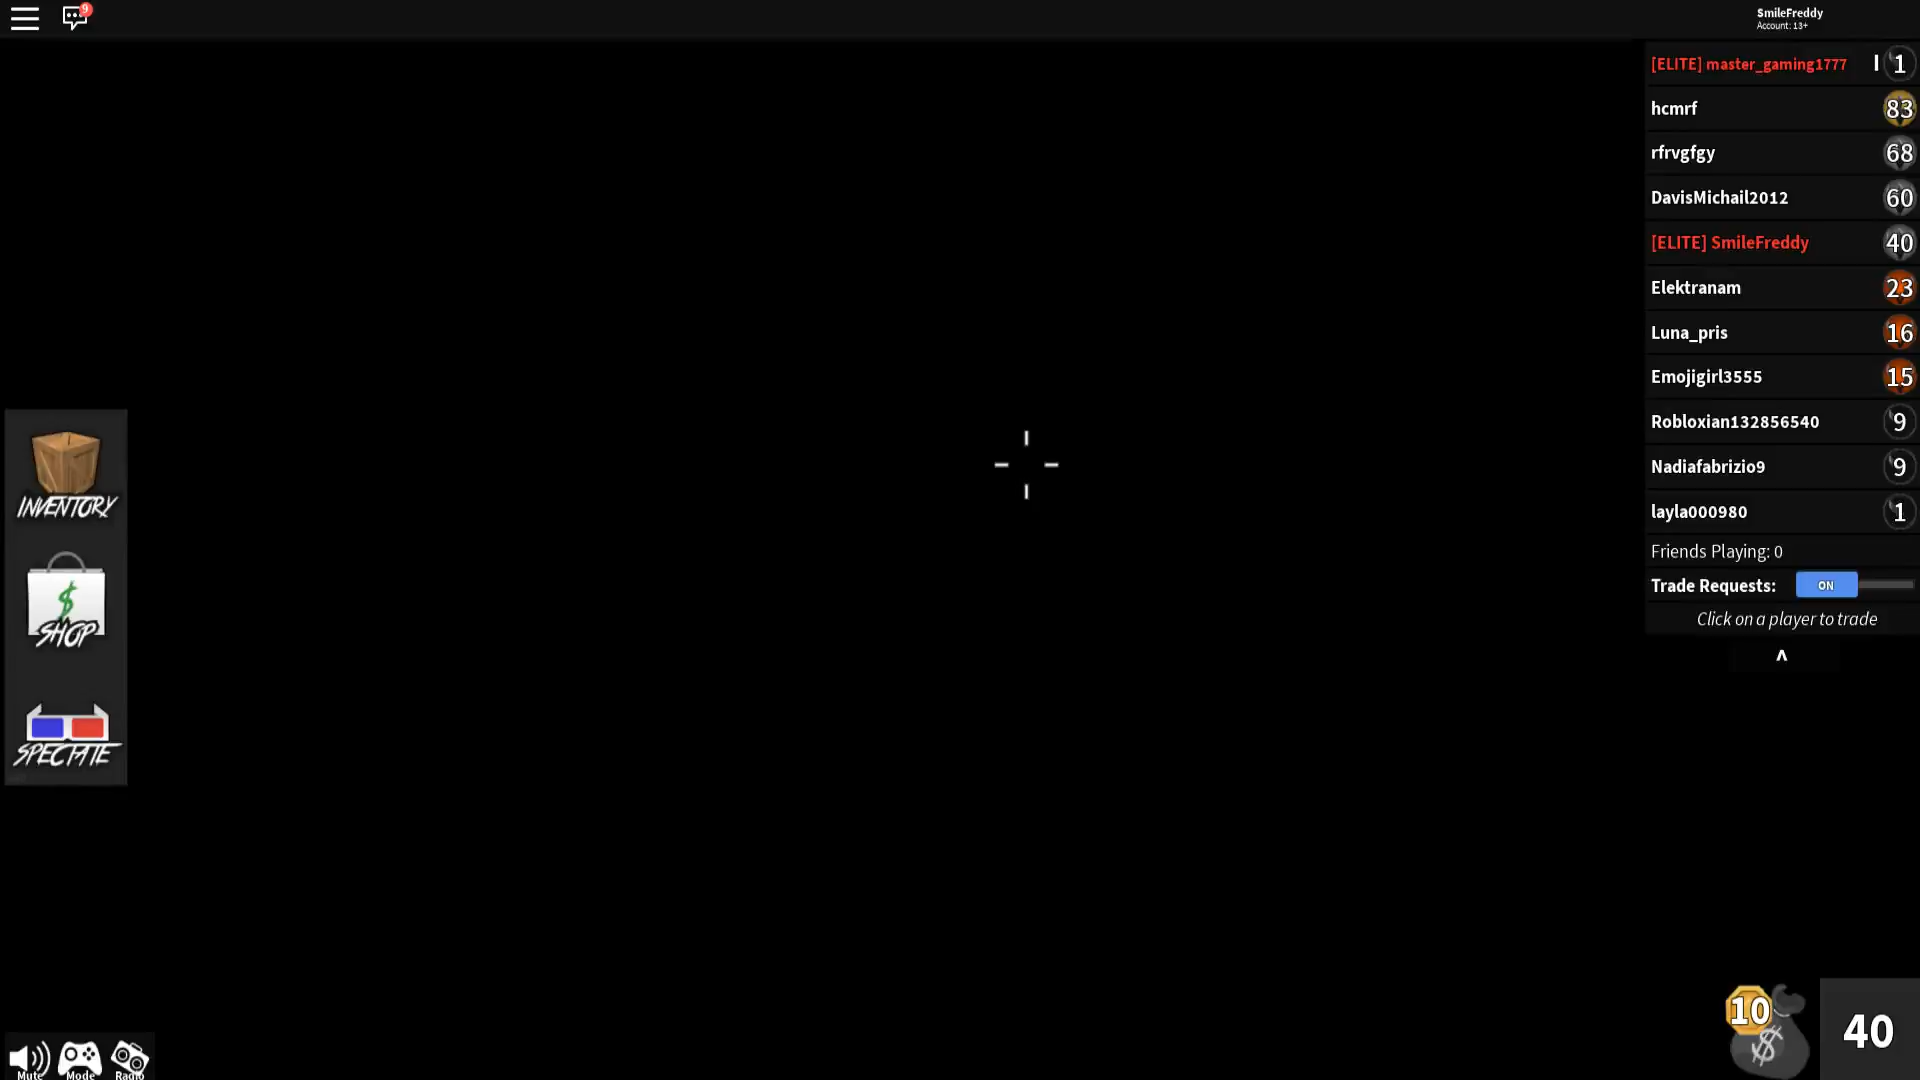 9
SmileFreddy
Account: 13+
[ELITE] master_gaming1777 I 1
hcmrf 83
rfrvgfgy 68
DavisMichail2012 60
[ELITE] SmileFreddy 40
Elektranam 23
Luna_pris 16
Emojigirl3555 15
Robloxian132856540 9
Nadiafabrizio9 9
layla000980 1
Friends Playing: 0
Trade Requests: ON
Click on a player to trade
INVENTORY
$
SHOP
SPECTATE
Mute Mode Radio
10
$
40